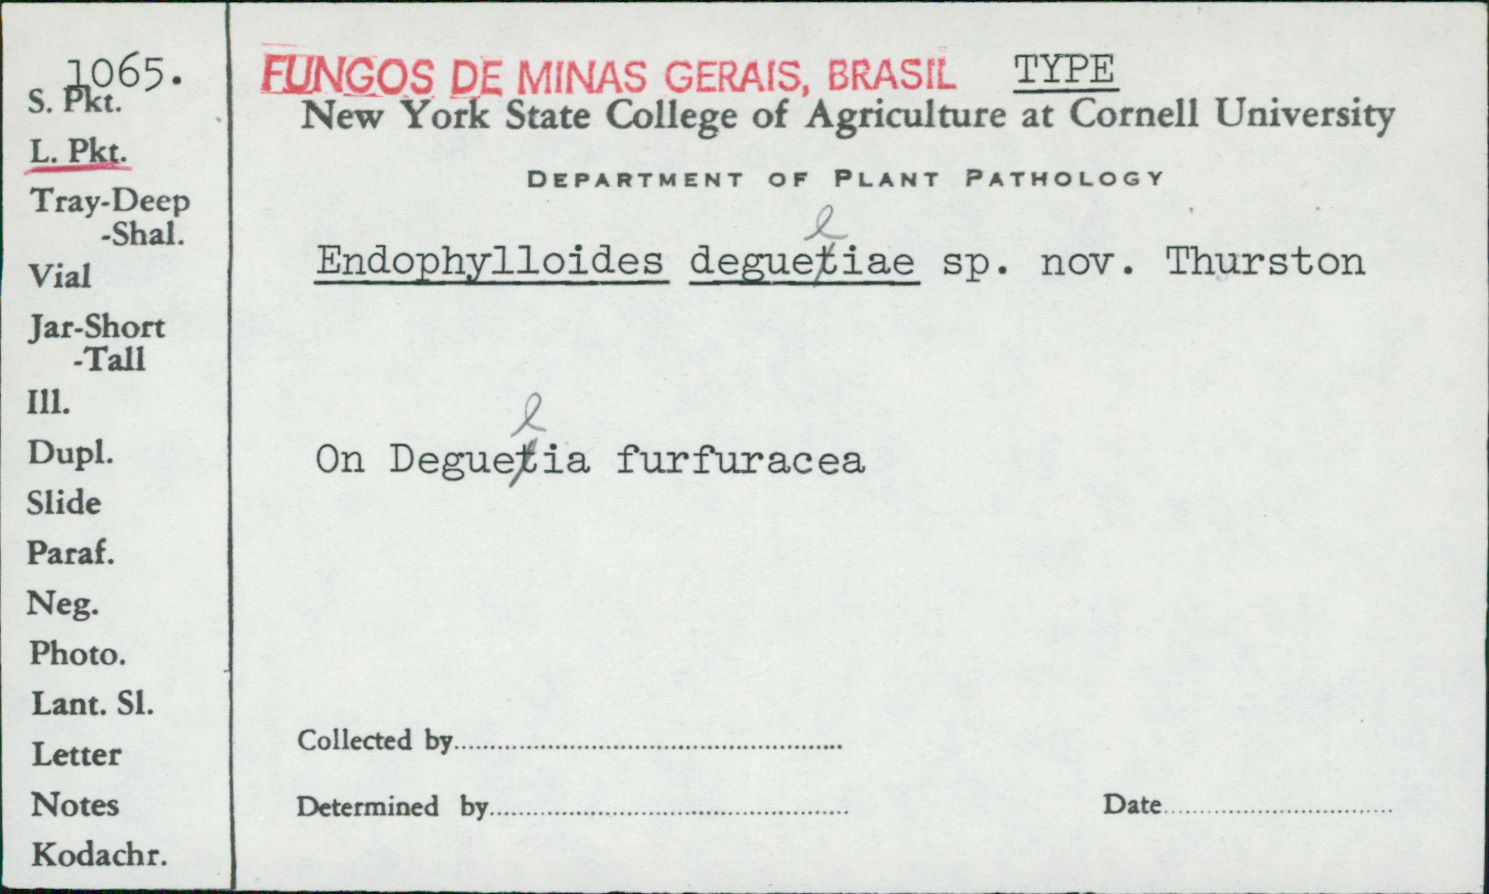 1065.
S. Pkt.
L. Pkt.
Tray-Deep
-Shal.
Vial
Jar-Short
-Tall
Ill.
Dupl.
Slide
Paraf.
Neg.
Photo.
Lant. Sl.
Letter
Notes
Kodachr.
FUNGOS DE MINAS GERAIS, BRASIL TYPE
New York State College of Agriculture at Cornell University
DEPARTMENT OF PLANT PATHOLOGY
l
Endophylloides deguetiae sp. nov. Thurston
l
On Deguetia furfuracea
Collected by
Determined by Date